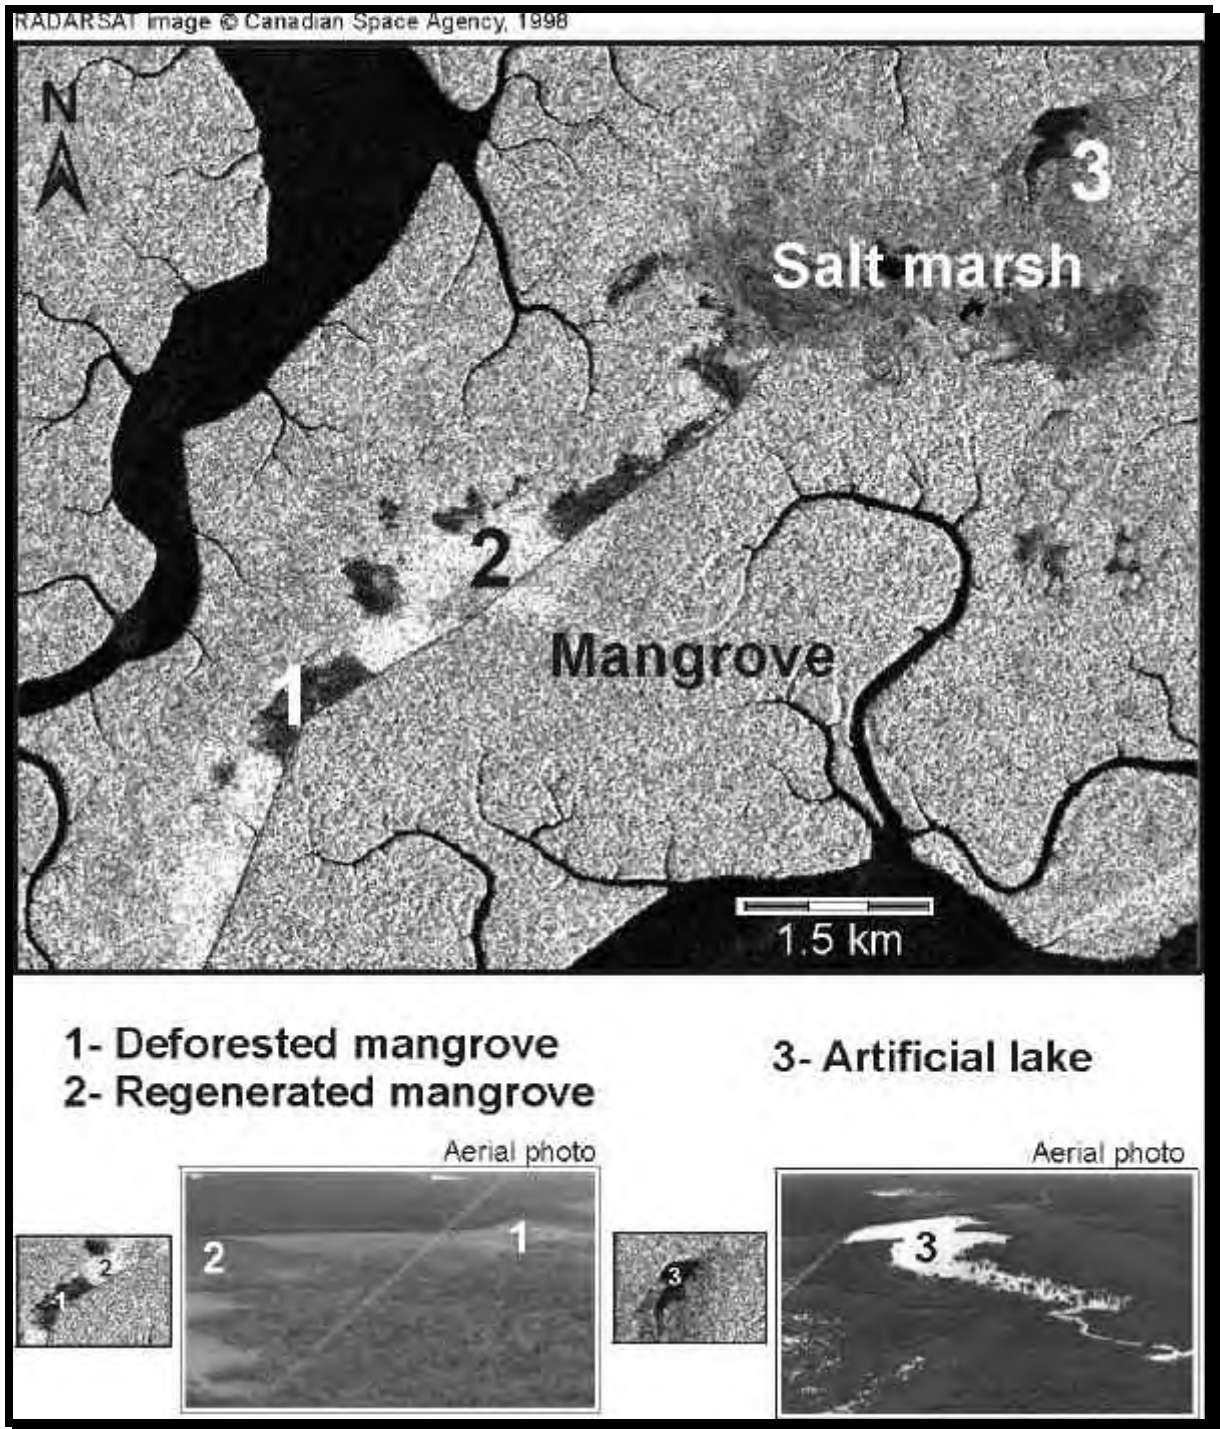 RADARSAT image © Canadian Space Agency, 1998
N
3
Salt marsh
2
Mangrove
1
1.5 km
1- Deforested mangrove
2- Regenerated mangrove
3- Artificial lake
Aerial photo
Aerial photo
2
1
2
1
3
3